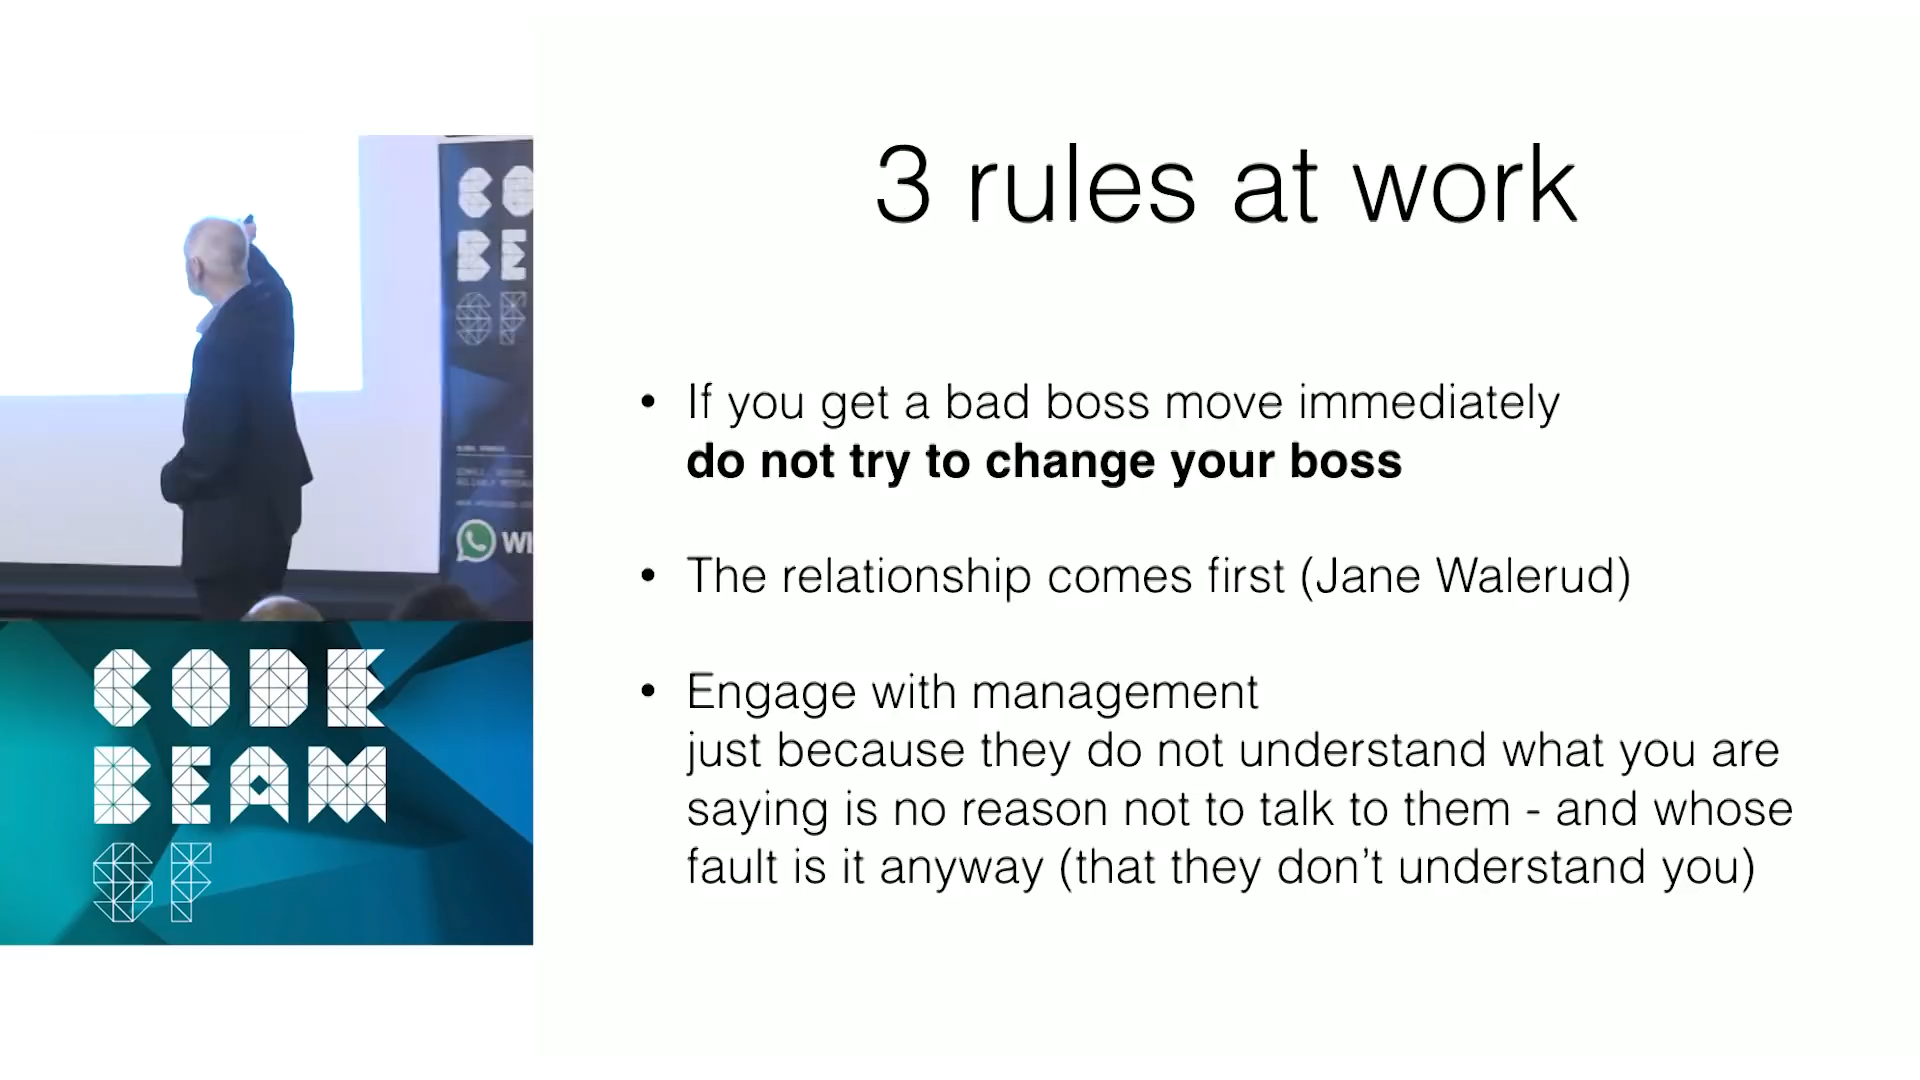 3 rules at work
• If you get a bad boss move immediately
do not try to change your boss
• The relationship comes first (Jane Walerud)
• Engage with management
just because they do not understand what you are
saying is no reason not to talk to them - and whose
fault is it anyway (that they don't understand you)
CO
BE
SF
CODE
BEAM
SF